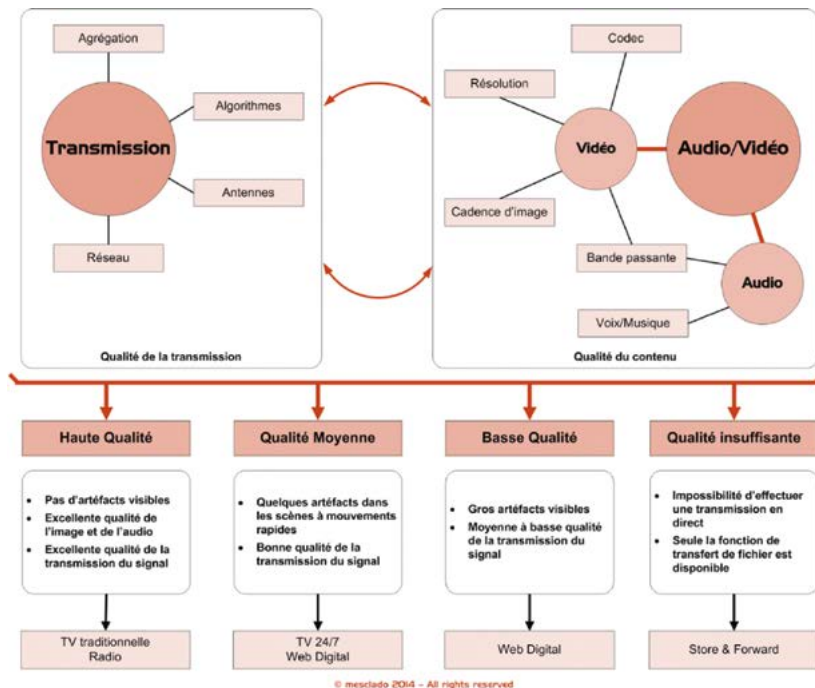 Agrégation
Algorithmes
Transmission
Antennes
Réseau
Qualité de la transmission
Codec
Résolution
Vidéo
Audio/Vidéo
Cadence d'image
Bande passante
Audio
Voix/Musique
Qualité du contenu
Haute Qualité
Pas d'artéfacts visibles
Excellente qualité de
l'image et de l'audio
Excellente qualité de la
transmission du signal
TV traditionnelle
Radio
Qualité Moyenne
Quelques artéfacts dans
les scènes à mouvements
rapides
Bonne qualité de la
transmission du signal
TV 24/7
Web Digital
Basse Qualité
Gros artéfacts visibles
Moyenne à basse qualité
de la transmission du
signal
Web Digital
Qualité insuffisante
Impossibilité d'effectuer
une transmission en
direct
Seule la fonction de
transfert de fichier est
disponible
Store & Forward
© mesclado 2014 – All rights reserved